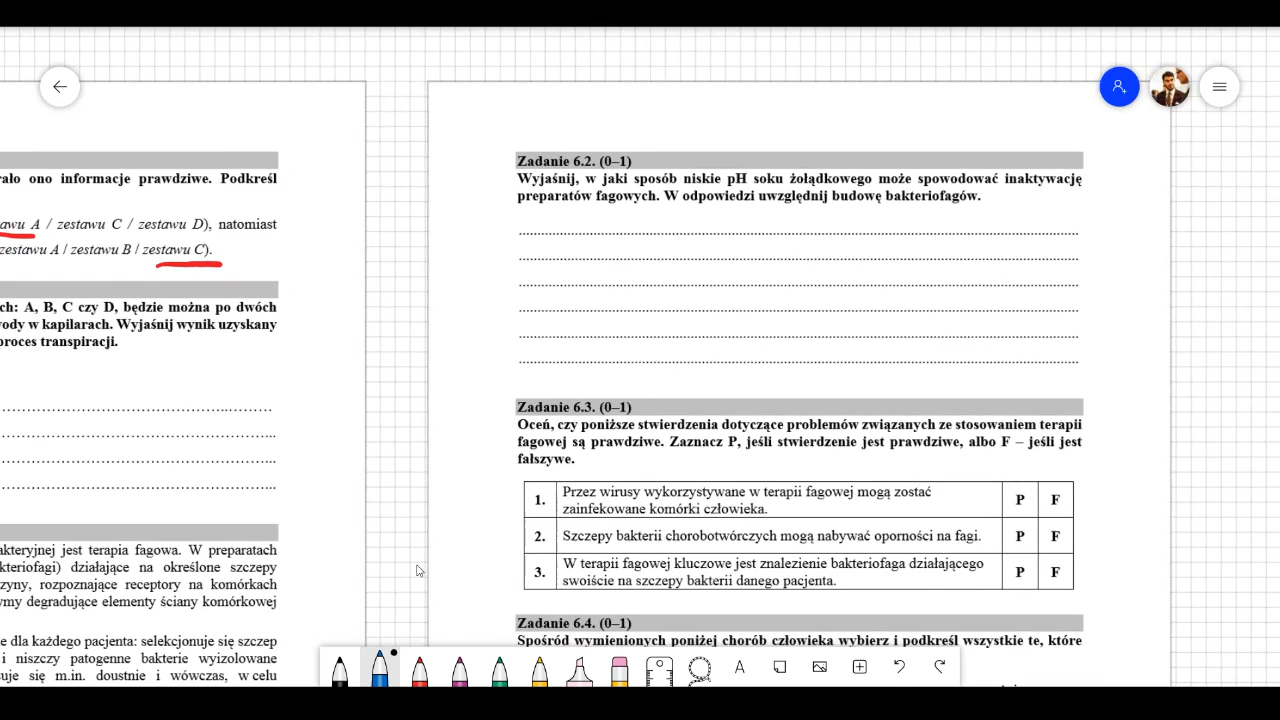 rało ono informacje prawdziwe. Podkreśl
tawu A / zestawu C / zestawu D), natomiast
zestawu A / zestawu B / zestawu C).
ch: A, B, C czy D, będzie można po dwóch
wody w kapilarach. Wyjaśnij wynik uzyskany
proces transpiracji.
akteryjnej jest terapia fagowa. W preparatach
kteriofagi) działające na określone szczepy
zyny, rozpoznające receptory na komórkach
ymy degradujące elementy ściany komórkowej
e dla każdego pacjenta: selekcjonuje się szczep
i niszczy patogenne bakterie wyizolowane
uje się m.in. doustnie i wówczas, w celu
Zadanie 6.2. (0–1)
Wyjaśnij, w jaki sposób niskie pH soku żołądkowego może spowodować inaktywację
preparatów fagowych. W odpowiedzi uwzględnij budowę bakteriofagów.
Zadanie 6.3. (0–1)
Oceń, czy poniższe stwierdzenia dotyczące problemów związanych ze stosowaniem terapii
fagowej są prawdziwe. Zaznacz P, jeśli stwierdzenie jest prawdziwe, albo F – jeśli jest
fałszywe.
1. Przez wirusy wykorzystywane w terapii fagowej mogą zostać
zainfekowane komórki człowieka. P F
2. Szczepy bakterii chorobotwórczych mogą nabywać oporności na fagi. P F
3. W terapii fagowej kluczowe jest znalezienie bakteriofaga działającego
swoiście na szczepy bakterii danego pacjenta. P F
Zadanie 6.4. (0–1)
Spośród wymienionych poniżej chorób człowieka wybierz i podkreśl wszystkie te, które